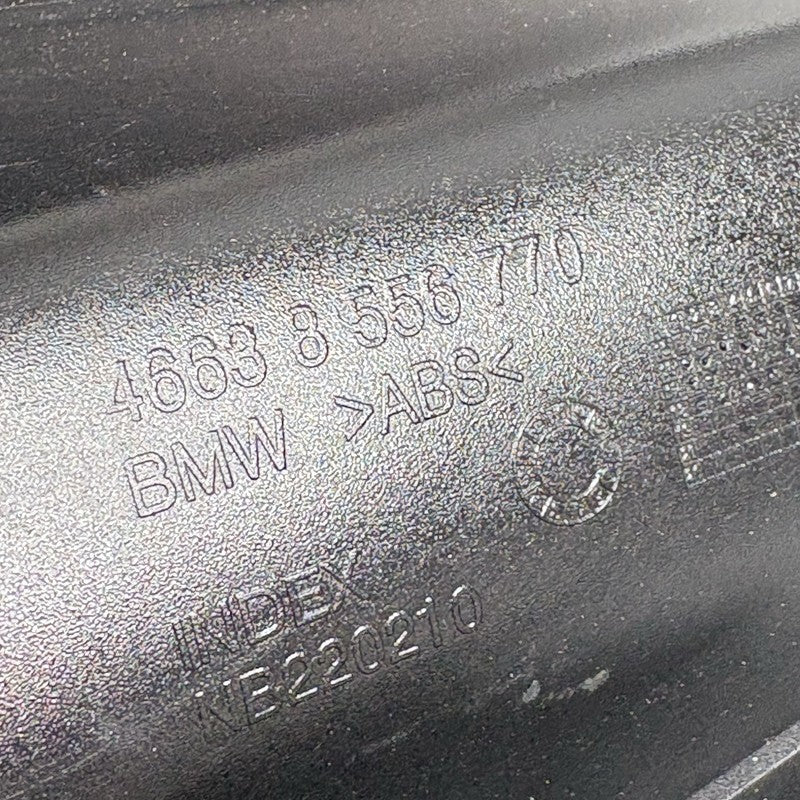 4663 8 556 770
BMW >ABS<
INDEX
NB220210